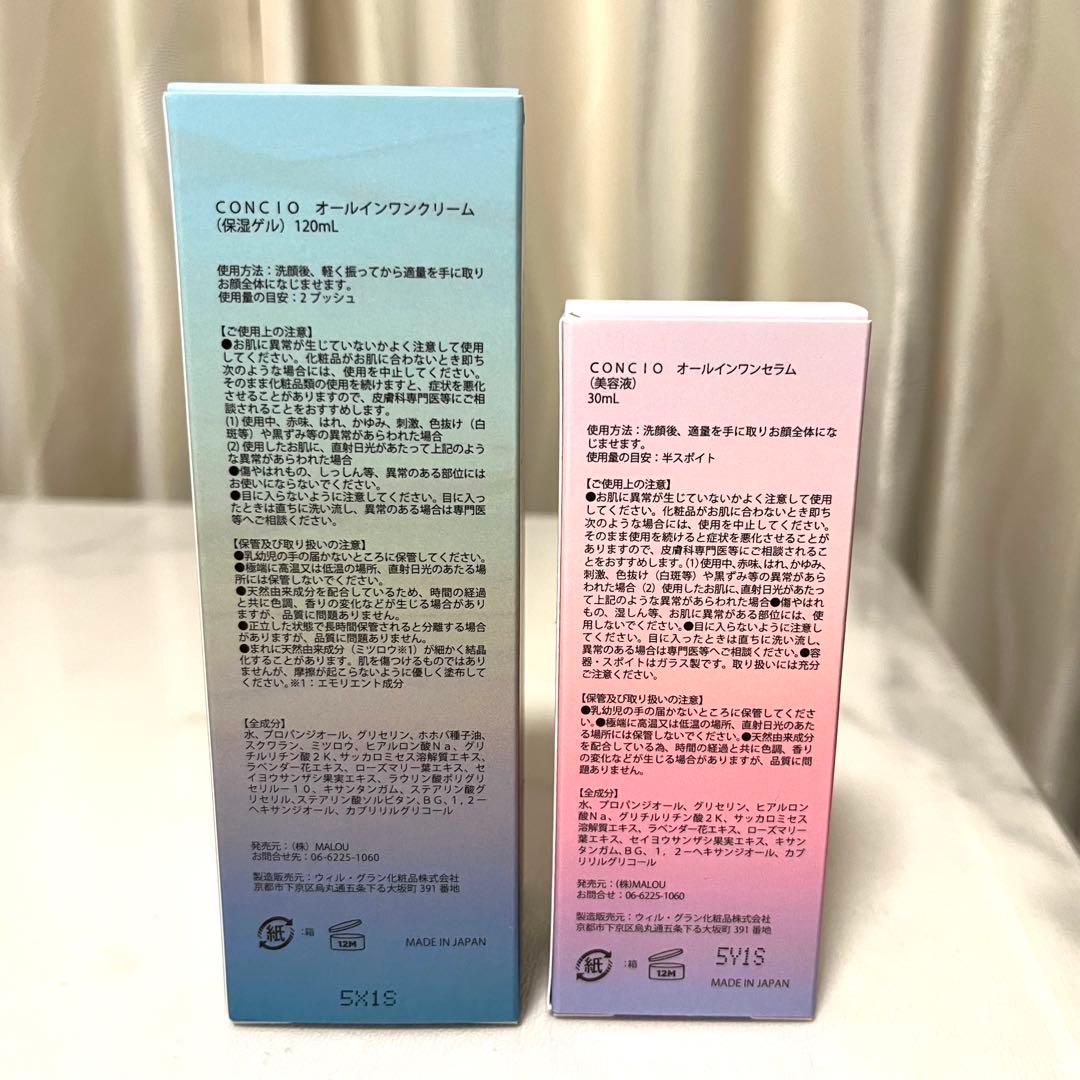 CONCIO オールインワンクリーム
（保湿ゲル）120mL
使用方法：洗顔後、軽く振ってから適量を手に取り
お顔全体になじませます。
使用量の目安：2プッシュ
【ご使用上の注意】
●お肌に異常が生じていないかよく注意して使用
してください。化粧品がお肌に合わないとき即ち
次のような場合には、使用を中止してください。
そのまま化粧品類の使用を続けますと、症状を悪化
させることがありますので、皮膚科専門医等にご相
談されることをおすすめします。
(1) 使用中、赤味、はれ、かゆみ、刺激、色抜け（白
斑等）や黒ずみ等の異常があらわれた場合
(2) 使用したお肌に、直射日光があたって上記のよう
な異常があらわれた場合
●傷やはれもの、しっしん等、異常のある部位には
お使いにならないでください。
●目に入らないように注意してください。目に入っ
たときは直ちに洗い流し、異常のある場合は専門医
等へご相談ください。
【保管及び取り扱いの注意】
●乳幼児の手の届かないところに保管してください。
●極端に高温又は低温の場所、直射日光のあたる場
所には保管しないでください。
●天然由来成分を配合しているため、時間の経過
と共に色調、香りの変化などが生じる場合があり
ますが、品質に問題ありません。
●正立した状態で長時間保管されると分離する場合
がありますが、品質に問題ありません。
●まれに天然由来成分（ミツロウ※1）が細かく結晶
化することがあります。肌を傷つけるものではあり
ませんが、摩擦が起こらないように優しく塗布して
ください。※1：エモリエント成分
【全成分】
水、プロパンジオール、グリセリン、ホホバ種子油、
スクワラン、ミツロウ、ヒアルロン酸Na、グリ
チルリチン酸2K、サッカロミセス溶解質エキス、
ラベンダー花エキス、ローズマリー葉エキス、セ
イヨウサンザシ果実エキス、ラウリン酸ポリグリ
セリルー10、キサンタンガム、ステアリン酸グ
リセリル、ステアリン酸ソルビタン、BG、1,2ー
ヘキサンジオール、カプリリルグリコール
発売元：（株）MALOU
お問合せ先：06-6225-1060
製造販売元：ウィル・グラン化粧品株式会社
京都市下京区烏丸通五条下る大坂町 391 番地
紙 ：箱 12M MADE IN JAPAN
5X1S
CONCIO オールインワンセラム
（美容液）
30mL
使用方法：洗顔後、適量を手に取りお顔全体にな
じませます。
使用量の目安：半スポイト
【ご使用上の注意】
●お肌に異常が生じていないかよく注意して使用
してください。化粧品がお肌に合わないとき即ち
次のような場合には、使用を中止してください。
そのまま使用を続けると症状を悪化させることが
ありますので、皮膚科専門医等にご相談されるこ
とをおすすめします。(1) 使用中、赤味、はれ、かゆみ、
刺激、色抜け（白斑等）や黒ずみ等の異常があら
われた場合（2）使用したお肌に、直射日光があたっ
て上記のような異常があらわれた場合●傷やはれ
もの、湿しん等、お肌に異常がある部位には、使
用しないでください。●目に入らないように注意し
てください。目に入ったときは直ちに洗い流し、
異常のある場合は専門医等へご相談ください。●容
器・スポイトはガラス製です。取り扱いには充分
ご注意ください。
【保管及び取り扱いの注意】
●乳幼児の手の届かないところに保管してくださ
い。●極端に高温又は低温の場所、直射日光のあた
る場所には保管しないでください。●天然由来成分
を配合している為、時間の経過と共に色調、香り
の変化などが生じる場合がありますが、品質に問
題ありません。
【全成分】
水、プロパンジオール、グリセリン、ヒアルロン
酸Na、グリチルリチン酸2K、サッカロミセス
溶解質エキス、ラベンダー花エキス、ローズマリー
葉エキス、セイヨウサンザシ果実エキス、キサン
タンガム、BG、1，2ーヘキサンジオール、カプ
リリルグリコール
発売元：(株)MALOU
お問合せ：06-6225-1060
製造販売元：ウィル・グラン化粧品株式会社
京都市下京区烏丸通五条下る大坂町 391 番地
紙 ：箱 12M 5Y1S
MADE IN JAPAN